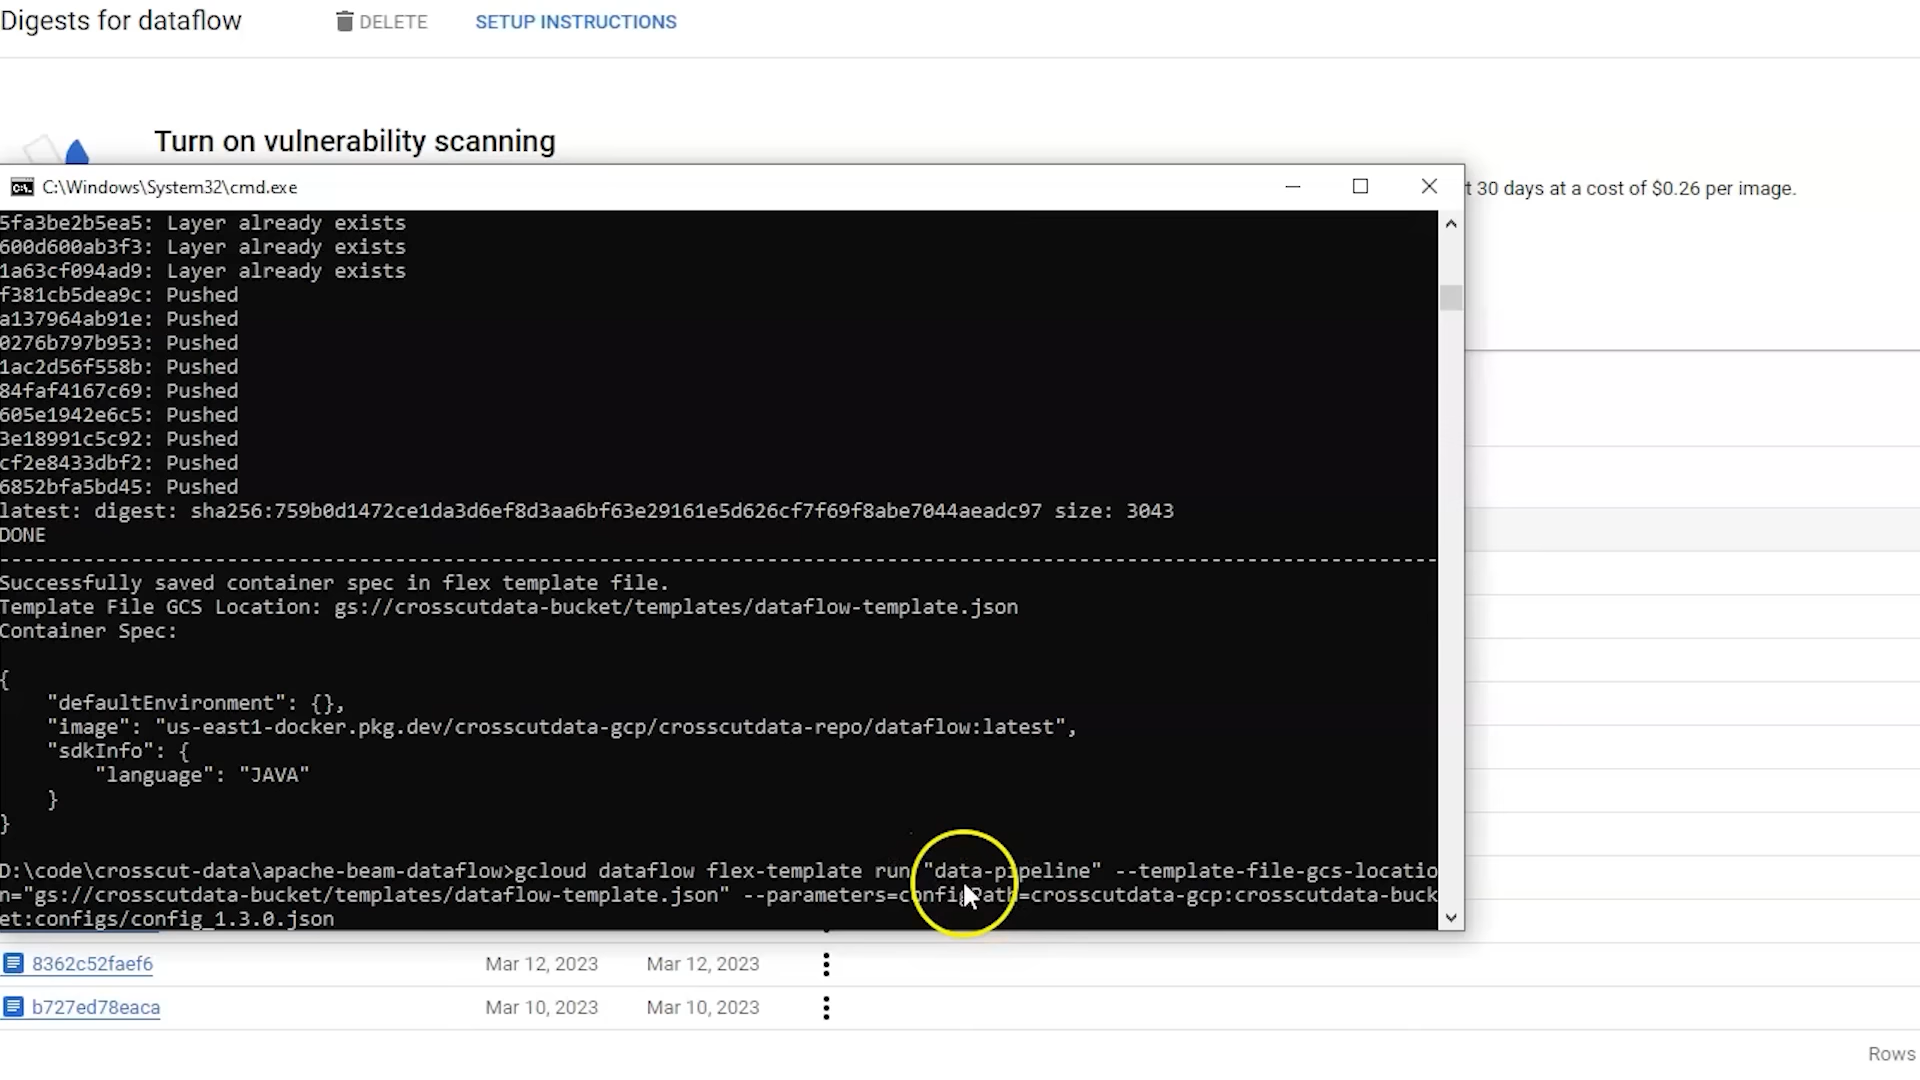 Digests for dataflow DELETE SETUP INSTRUCTIONS
Turn on vulnerability scanning
C:\Windows\System32\cmd.exe
t 30 days at a cost of $0.26 per image.
5fa3be2b5ea5: Layer already exists
600d600ab3f3: Layer already exists
1a63cf094ad9: Layer already exists
f381cb5dea9c: Pushed
a137964ab91e: Pushed
0276b797b953: Pushed
1ac2d56f558b: Pushed
84faf4167c69: Pushed
605e1942e6c5: Pushed
3e18991c5c92: Pushed
cf2e8433dbf2: Pushed
6852bfa5bd45: Pushed
latest: digest: sha256:759b0d1472ce1da3d6ef8d3aa6bf63e29161e5d626cf7f69f8abe7044aeadc97 size: 3043
DONE
Successfully saved container spec in flex template file.
Template File GCS Location: gs://crosscutdata-bucket/templates/dataflow-template.json
Container Spec:
{
"defaultEnvironment": {},
"image": "us-east1-docker.pkg.dev/crosscutdata-gcp/crosscutdata-repo/dataflow:latest",
"sdkInfo": {
"language": "JAVA"
}
}
D:\code\crosscut-data\apache-beam-dataflow>gcloud dataflow flex-template run "data-pipeline" --template-file-gcs-locatio
n="gs://crosscutdata-bucket/templates/dataflow-template.json" --parameters=configPath=crosscutdata-gcp:crosscutdata-buck
et:configs/config_1.3.0.json
8362c52faef6 Mar 12, 2023 Mar 12, 2023
b727ed78eaca Mar 10, 2023 Mar 10, 2023
Rows